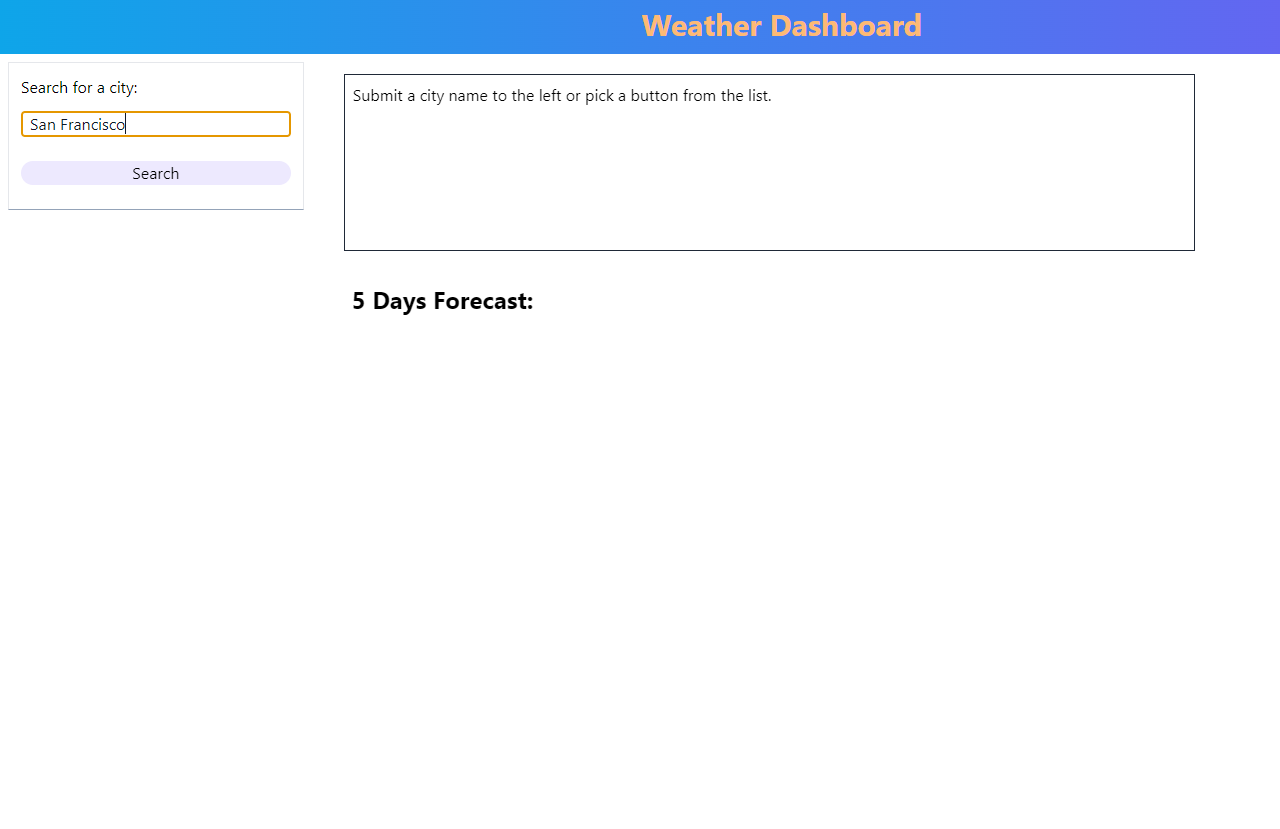 Weather Dashboard
Search for a city:
San Francisco
Search
Submit a city name to the left or pick a button from the list.
5 Days Forecast: